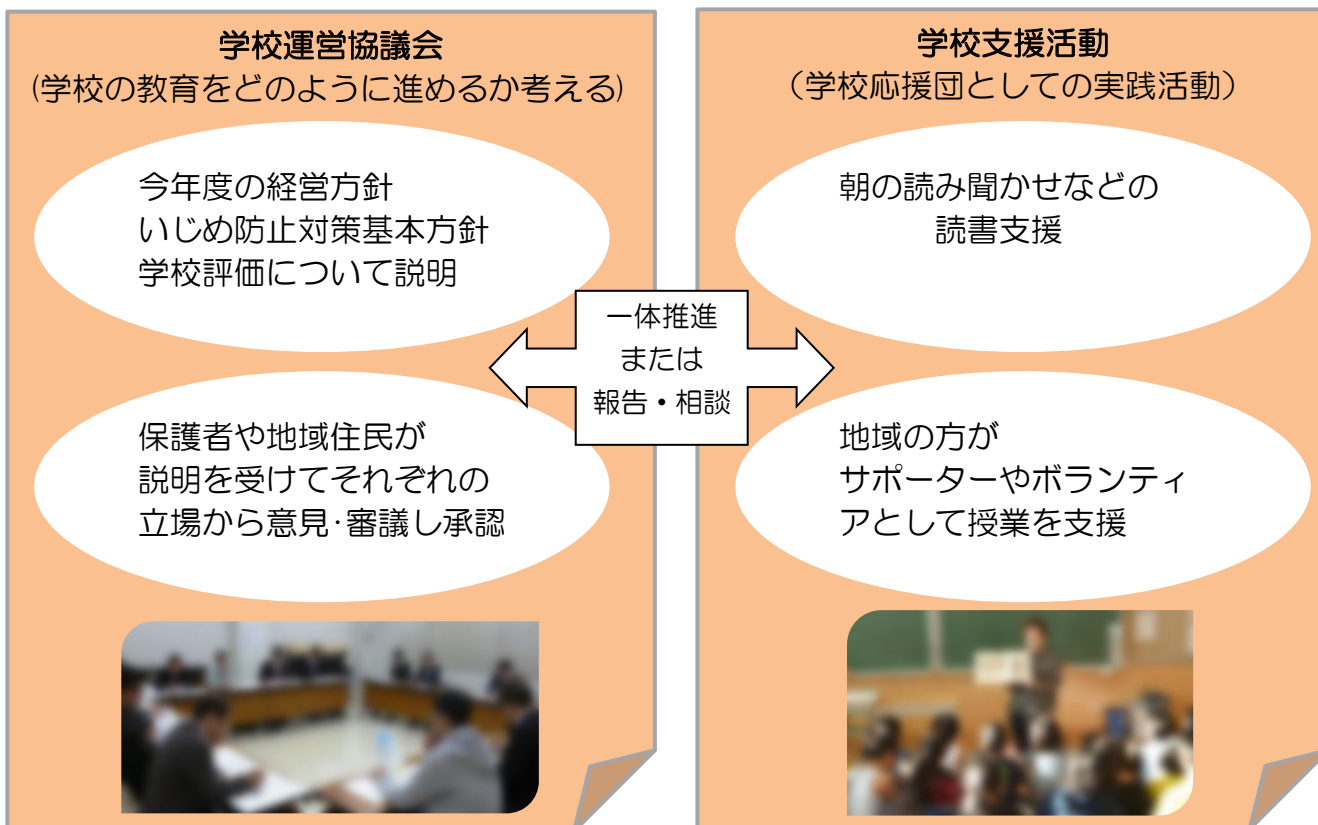 学校運営協議会
(学校の教育をどのように進めるか考える)
今年度の経営方針
いじめ防止対策基本方針
学校評価について説明
保護者や地域住民が
説明を受けてそれぞれの
立場から意見･審議し承認
一体推進
または
報告・相談
学校支援活動
（学校応援団としての実践活動）
朝の読み聞かせなどの
読書支援
地域の方が
サポーターやボランティ
アとして授業を支援